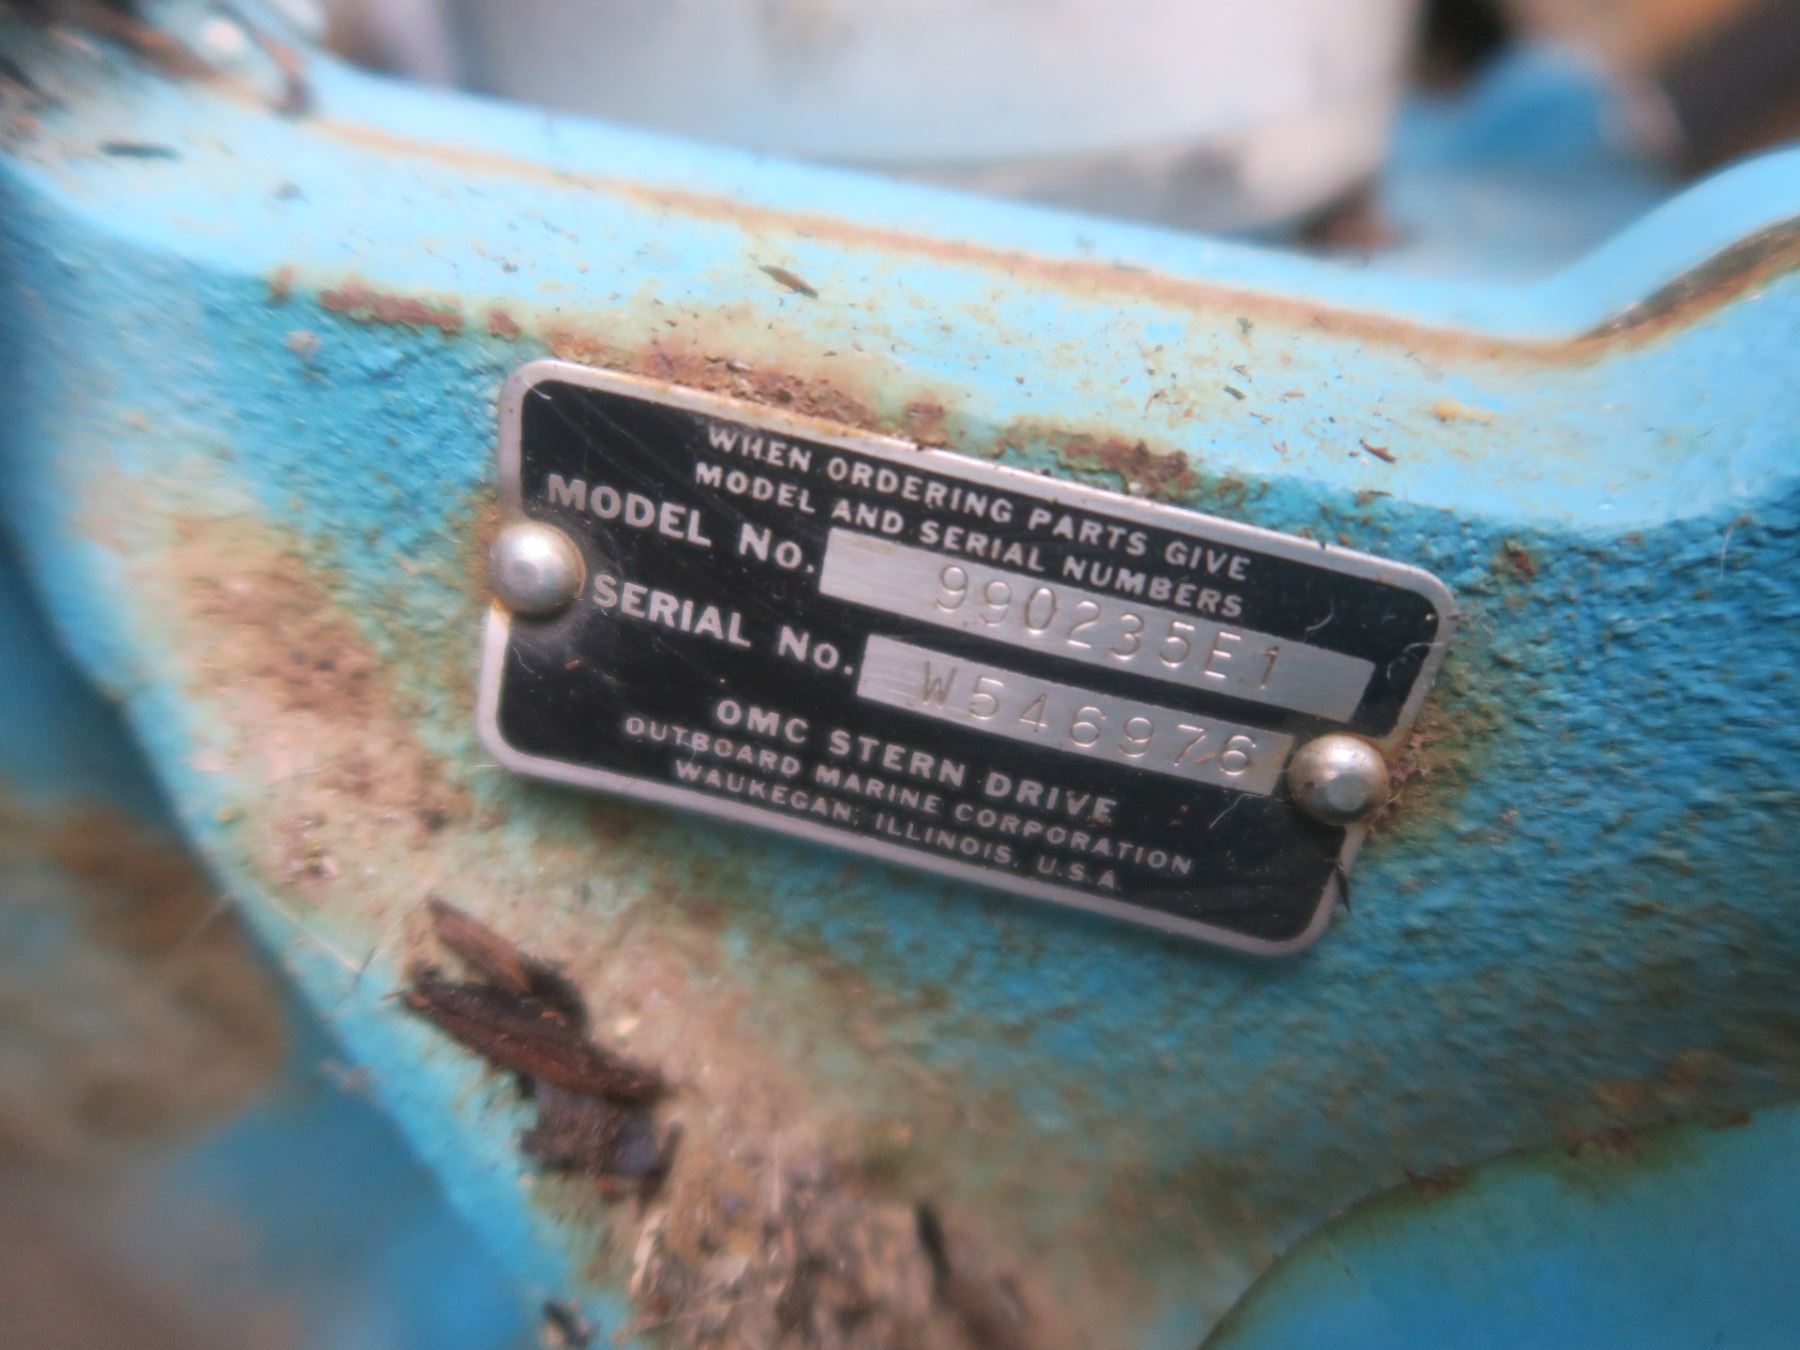 WHEN ORDERING PARTS GIVE
MODEL AND SERIAL NUMBERS
MODEL No. 990235E1
SERIAL No. W546976
OMC STERN DRIVE
OUTBOARD MARINE CORPORATION
WAUKEGAN, ILLINOIS, U.S.A.